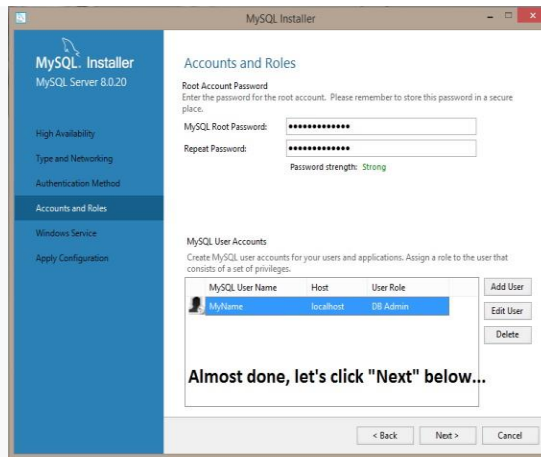 MySQL Installer
MySQL. Installer
MySQL Server 8.0.20
High Availability
Type and Networking
Authentication Method
Accounts and Roles
Windows Service
Apply Configuration
Accounts and Roles
Root Account Password
Enter the password for the root account. Please remember to store this password in a secure
place.
MySQL Root Password: •••••••••••••
Repeat Password: •••••••••••••
Password strength: Strong
MySQL User Accounts
Create MySQL user accounts for your users and applications. Assign a role to the user that
consists of a set of privileges.
MySQL User Name Host User Role
MyName localhost DB Admin
Add User
Edit User
Delete
Almost done, let's click "Next" below...
< Back Next > Cancel